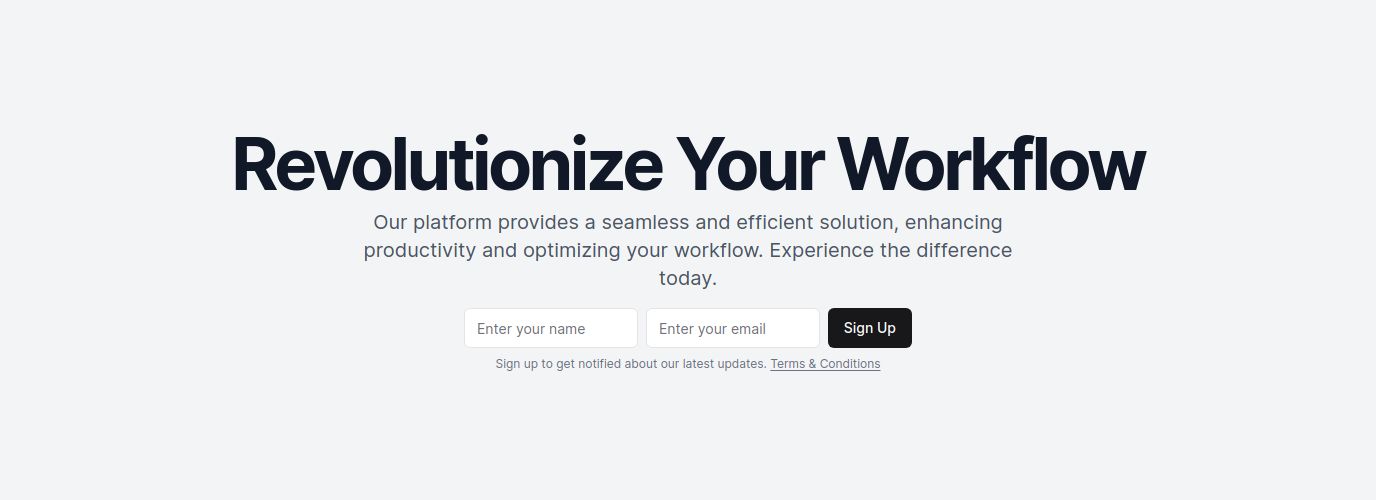 Revolutionize Your Workflow
Our platform provides a seamless and efficient solution, enhancing
productivity and optimizing your workflow. Experience the difference
today.
Enter your name
Enter your email
Sign Up
Sign up to get notified about our latest updates. Terms & Conditions